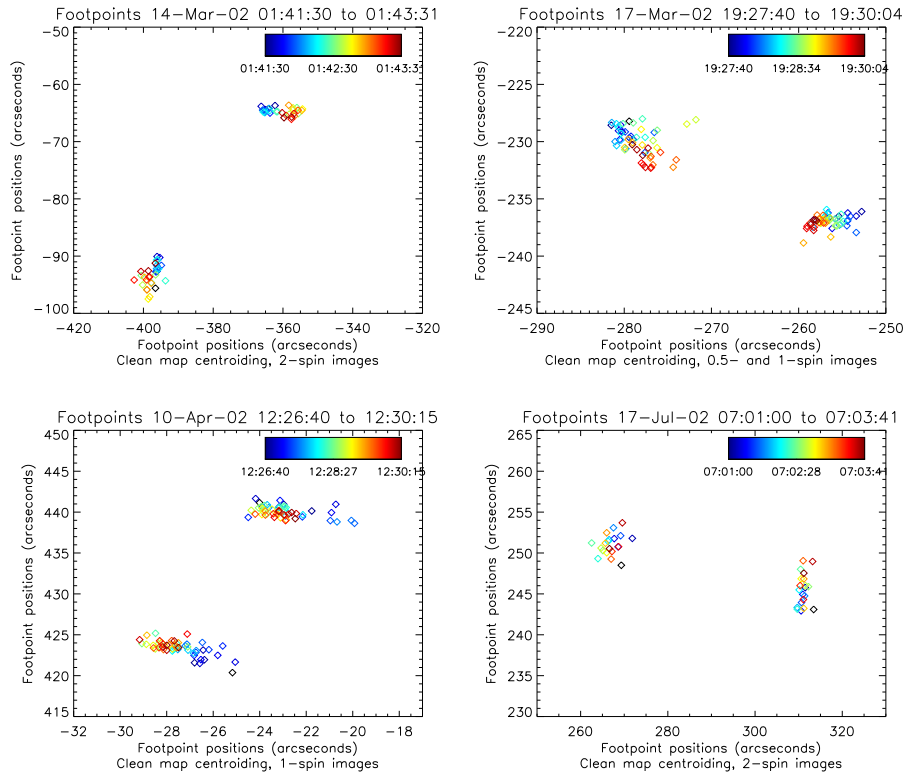 Footpoints 14-Mar-02 01:41:30 to 01:43:31
-50
-60
-70
-80
-90
-100
Footpoint positions (arcseconds)
01:41:30 01:42:30 01:43:31
-420 -400 -380 -360 -340 -320
Footpoint positions (arcseconds)
Clean map centroiding, 2-spin images
Footpoints 17-Mar-02 19:27:40 to 19:30:04
-220
-225
-230
-235
-240
-245
Footpoint positions (arcseconds)
19:27:40 19:28:34 19:30:04
-290 -280 -270 -260 -250
Footpoint positions (arcseconds)
Clean map centroiding, 0.5- and 1-spin images
Footpoints 10-Apr-02 12:26:40 to 12:30:15
450
445
440
435
430
425
420
415
Footpoint positions (arcseconds)
12:26:40 12:28:27 12:30:15
-32 -30 -28 -26 -24 -22 -20 -18
Footpoint positions (arcseconds)
Clean map centroiding, 1-spin images
Footpoints 17-Jul-02 07:01:00 to 07:03:41
265
260
255
250
245
240
235
230
Footpoint positions (arcseconds)
07:01:00 07:02:28 07:03:41
260 280 300 320
Footpoint positions (arcseconds)
Clean map centroiding, 2-spin images